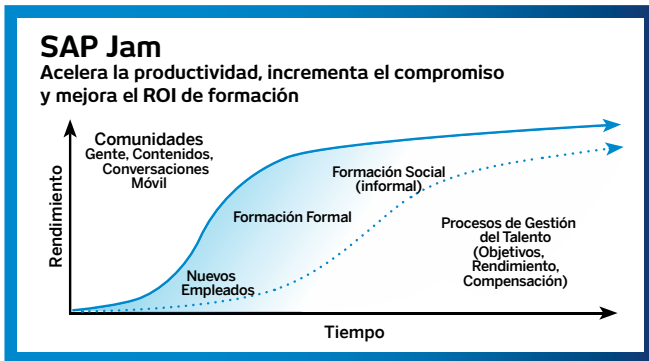 SAP Jam
Acelera la productividad, incrementa el compromiso
y mejora el ROI de formación
Comunidades
Gente, Contenidos,
Conversaciones
Móvil
Formación Social
(informal)
Formación Formal
Procesos de Gestión
del Talento
(Objetivos,
Rendimiento,
Compensación)
Nuevos
Empleados
Rendimiento
Tiempo